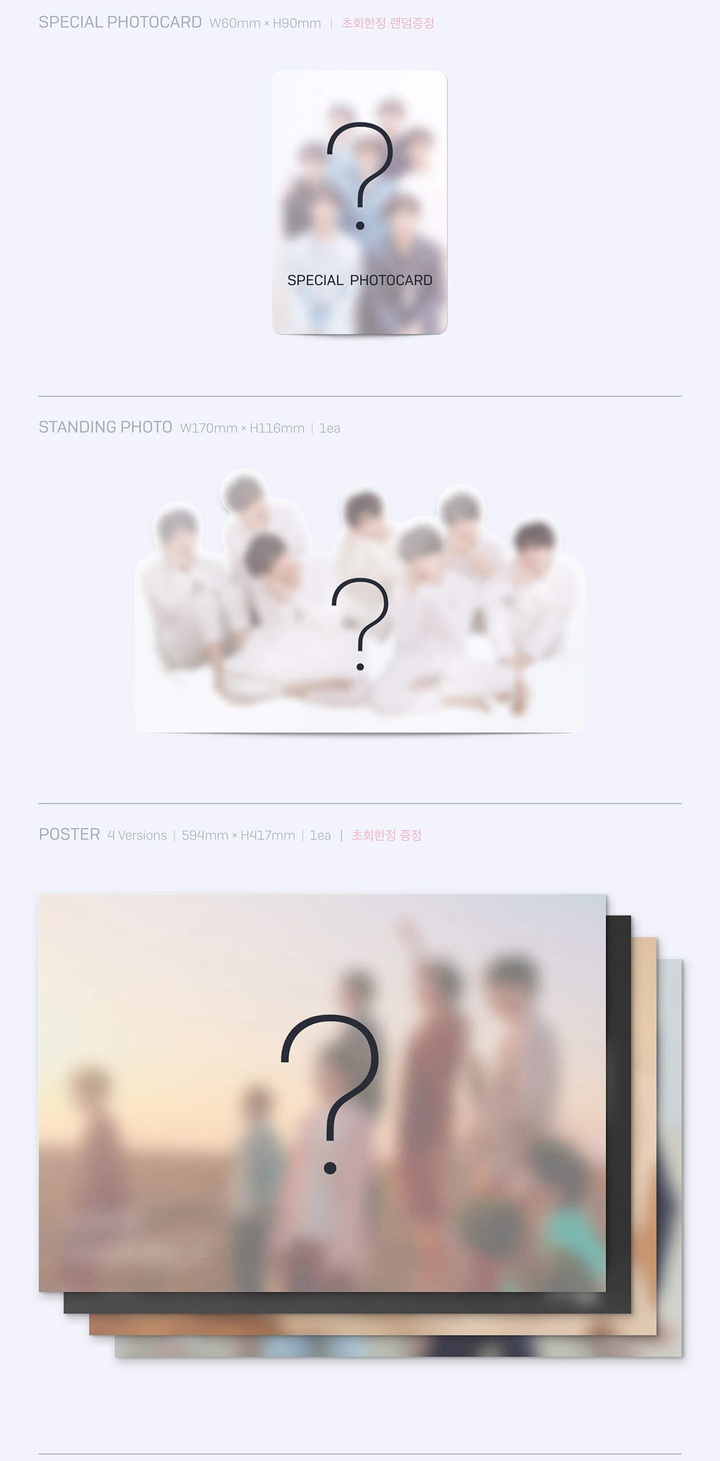 SPECIAL PHOTOCARD W60mm × H90mm | 초회한정 랜덤증정
?
SPECIAL PHOTOCARD
STANDING PHOTO W170mm × H116mm | 1ea
?
POSTER 4 Versions | 594mm × H417mm | 1ea | 초회한정 증정
?